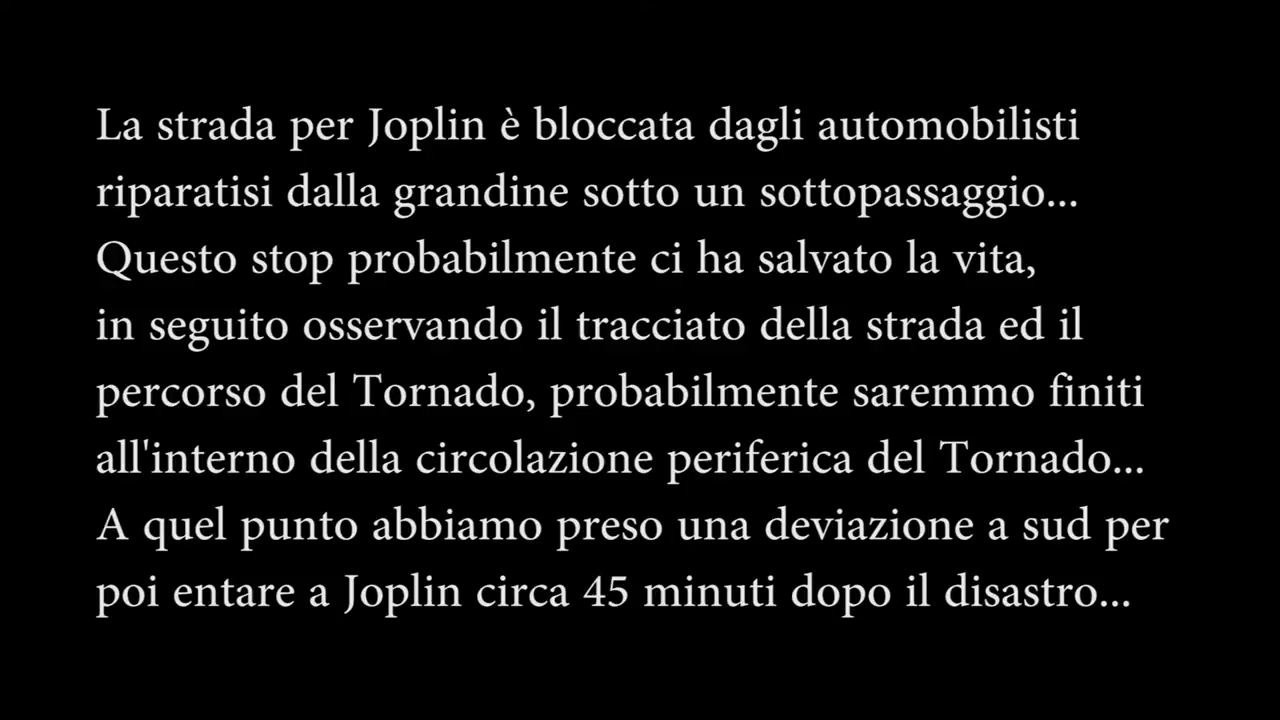 La strada per Joplin è bloccata dagli automobilisti
riparatisi dalla grandine sotto un sottopassaggio...
Questo stop probabilmente ci ha salvato la vita,
in seguito osservando il tracciato della strada ed il
percorso del Tornado, probabilmente saremmo finiti
all'interno della circolazione periferica del Tornado...
A quel punto abbiamo preso una deviazione a sud per
poi entare a Joplin circa 45 minuti dopo il disastro...